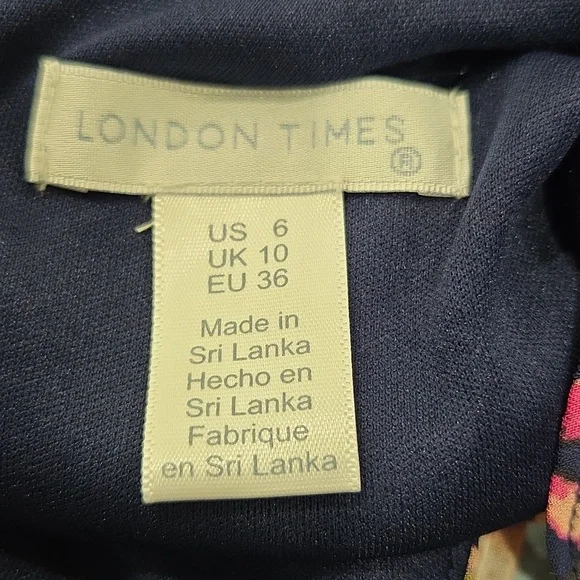 LONDON TIMES
®
US 6
UK 10
EU 36
Made in
Sri Lanka
Hecho en
Sri Lanka
Fabrique
en Sri Lanka